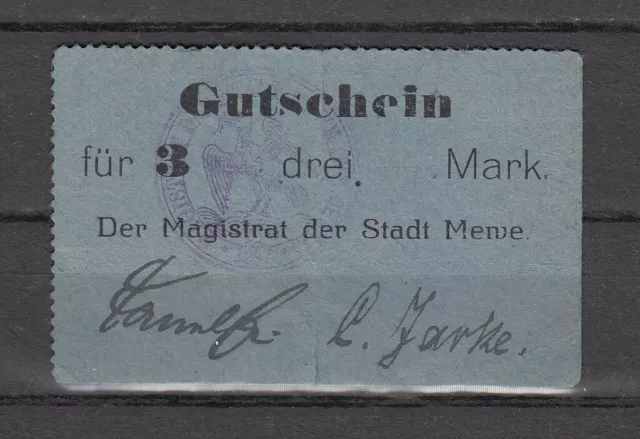 Gutschein
für 3 drei Mark.
Der Magistrat der Stadt Mewe.
C. Jarke.